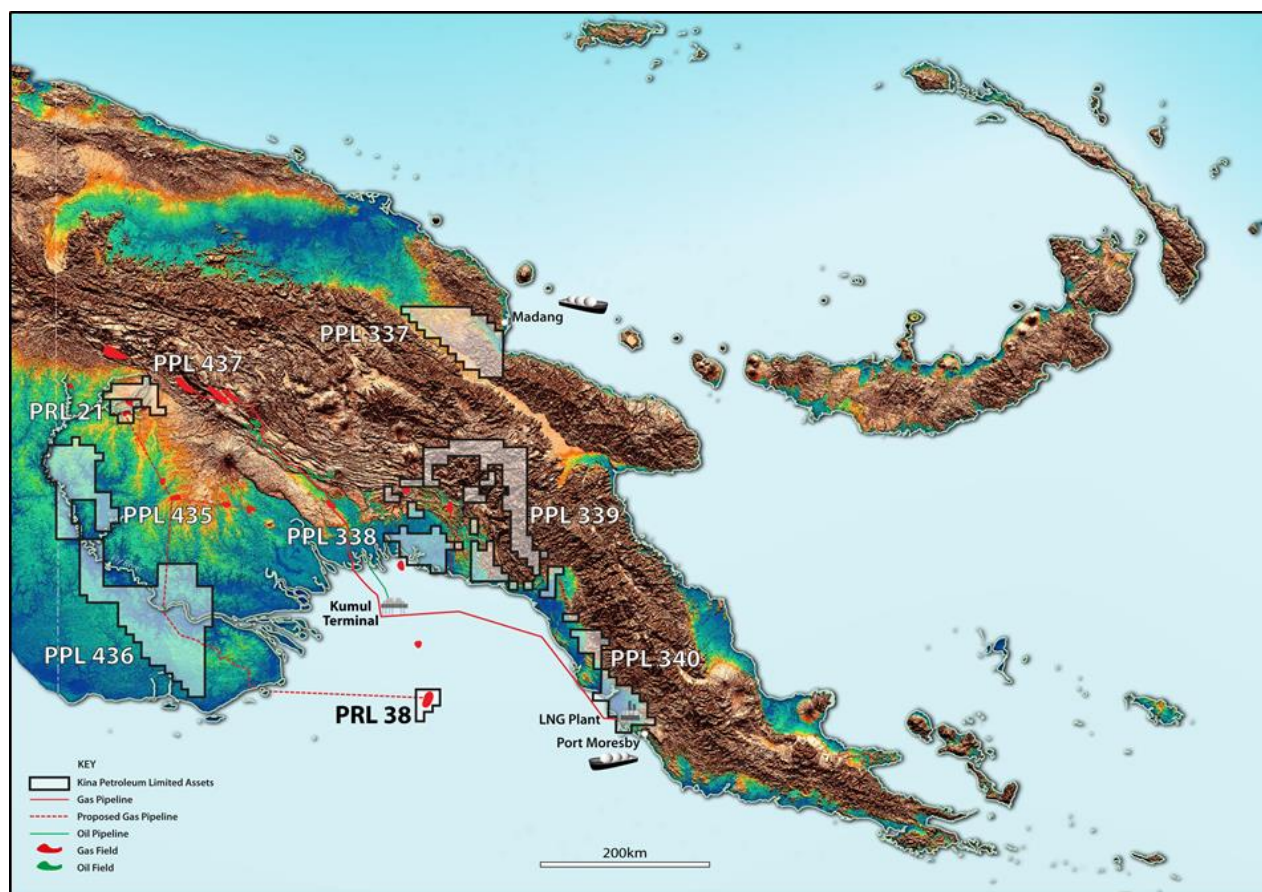 Madang
PPL 337
PPL 437
PRL 21
PPL 435
PPL 339
PPL 338
Kumul
Terminal
PPL 436
PPL 340
PRL 38
LNG Plant
Port Moresby
KEY
Kina Petroleum Limited Assets
Gas Pipeline
Proposed Gas Pipeline
Oil Pipeline
Gas Field
Oil Field
200km